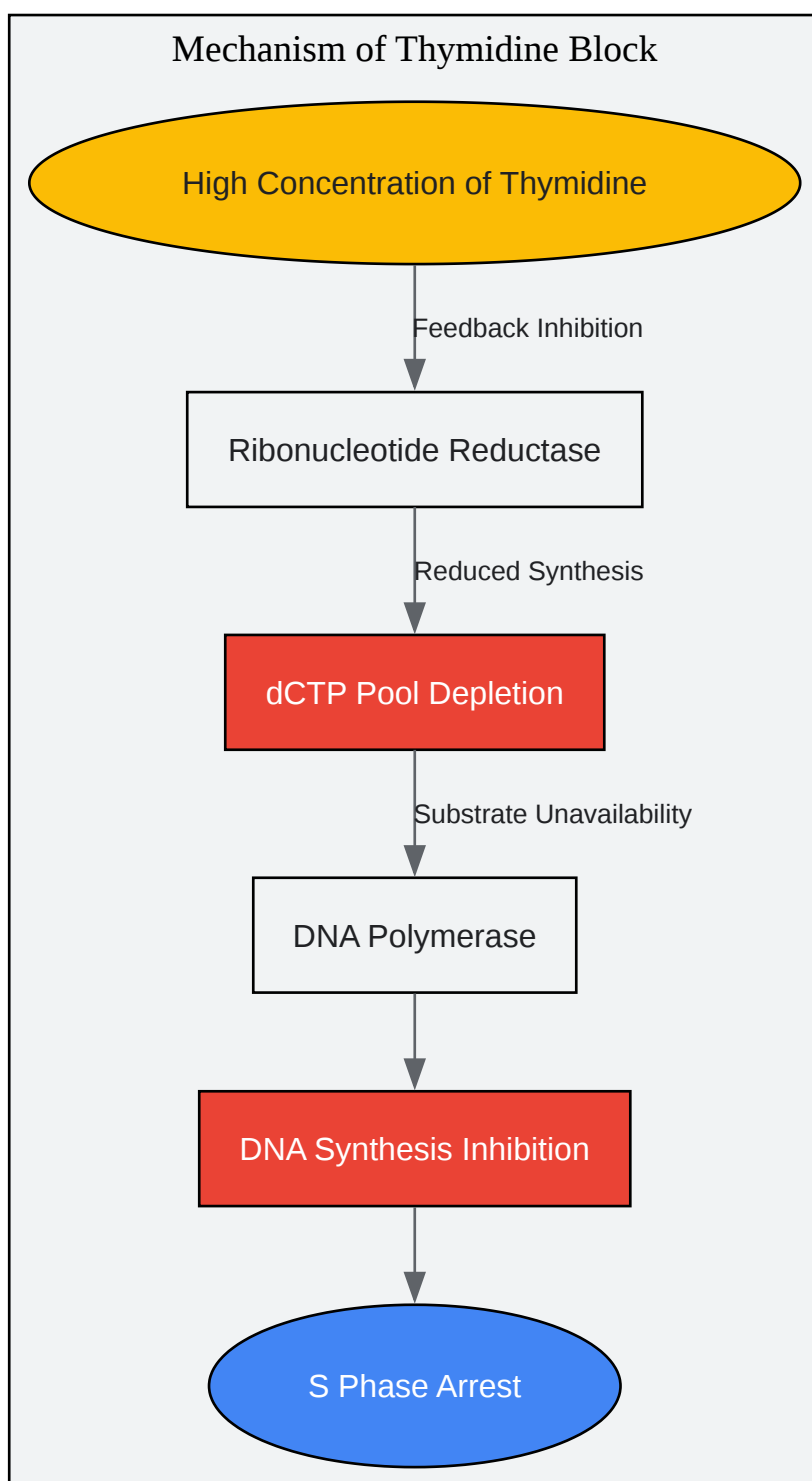 Mechanism of Thymidine Block
High Concentration of Thymidine
Feedback Inhibition
Ribonucleotide Reductase
Reduced Synthesis
dCTP Pool Depletion
Substrate Unavailability
DNA Polymerase
DNA Synthesis Inhibition
S Phase Arrest